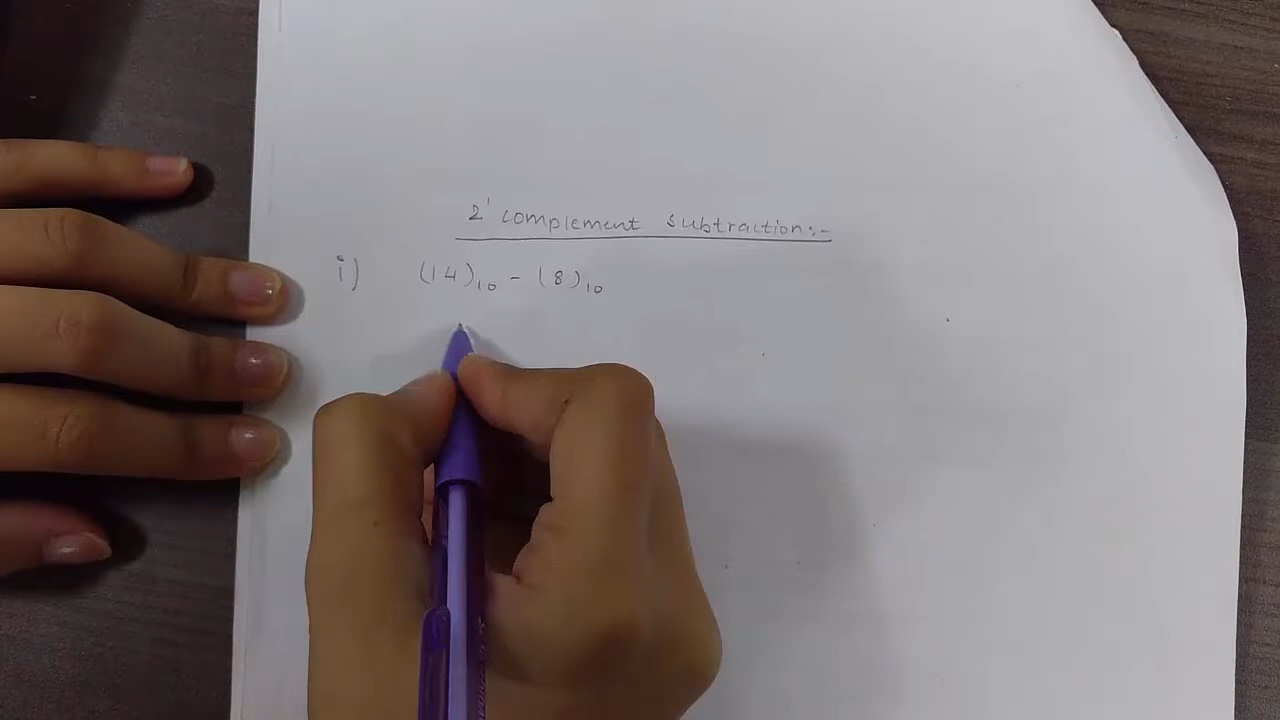 2' complement subtraction:-
i) (14)₁₀ - (8)₁₀